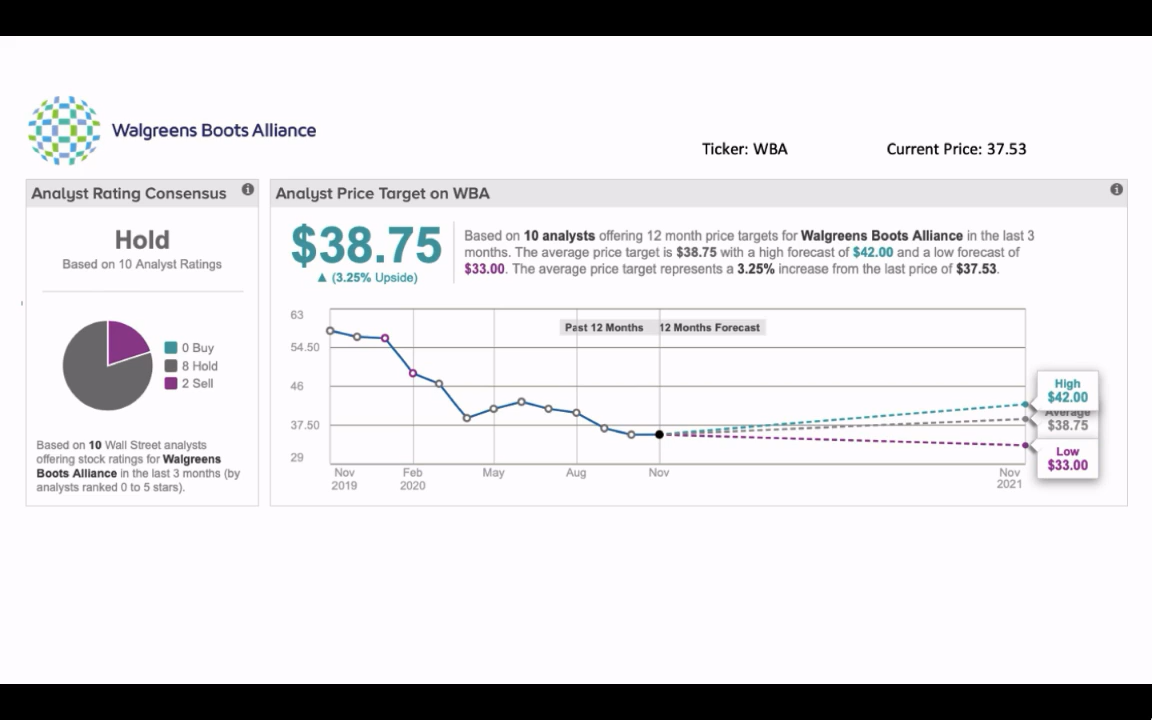 Walgreens Boots Alliance
Ticker: WBA
Current Price: 37.53
Analyst Rating Consensus
Hold
Based on 10 Analyst Ratings
0 Buy
8 Hold
2 Sell
Based on 10 Wall Street analysts
offering stock ratings for Walgreens
Boots Alliance in the last 3 months (by
analysts ranked 0 to 5 stars).
Analyst Price Target on WBA
$38.75
▲ (3.25% Upside)
Based on 10 analysts offering 12 month price targets for Walgreens Boots Alliance in the last 3
months. The average price target is $38.75 with a high forecast of $42.00 and a low forecast of
$33.00. The average price target represents a 3.25% increase from the last price of $37.53.
Past 12 Months
12 Months Forecast
63
54.50
46
37.50
29
Nov
2019
Feb
2020
May
Aug
Nov
Nov
2021
High
$42.00
Average
$38.75
Low
$33.00